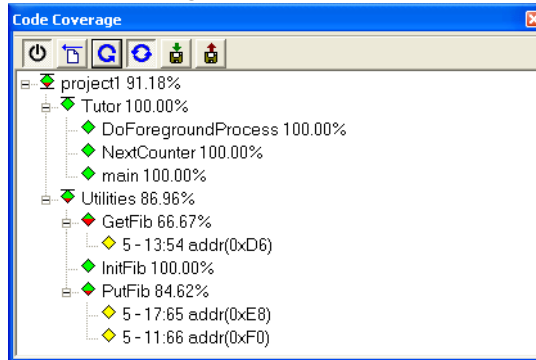 Code Coverage
project1 91.18%
Tutor 100.00%
DoForegroundProcess 100.00%
NextCounter 100.00%
main 100.00%
Utilities 86.96%
GetFib 66.67%
5 - 13:54 addr(0xD6)
InitFib 100.00%
PutFib 84.62%
5 - 17:65 addr(0xE8)
5 - 11:66 addr(0xF0)